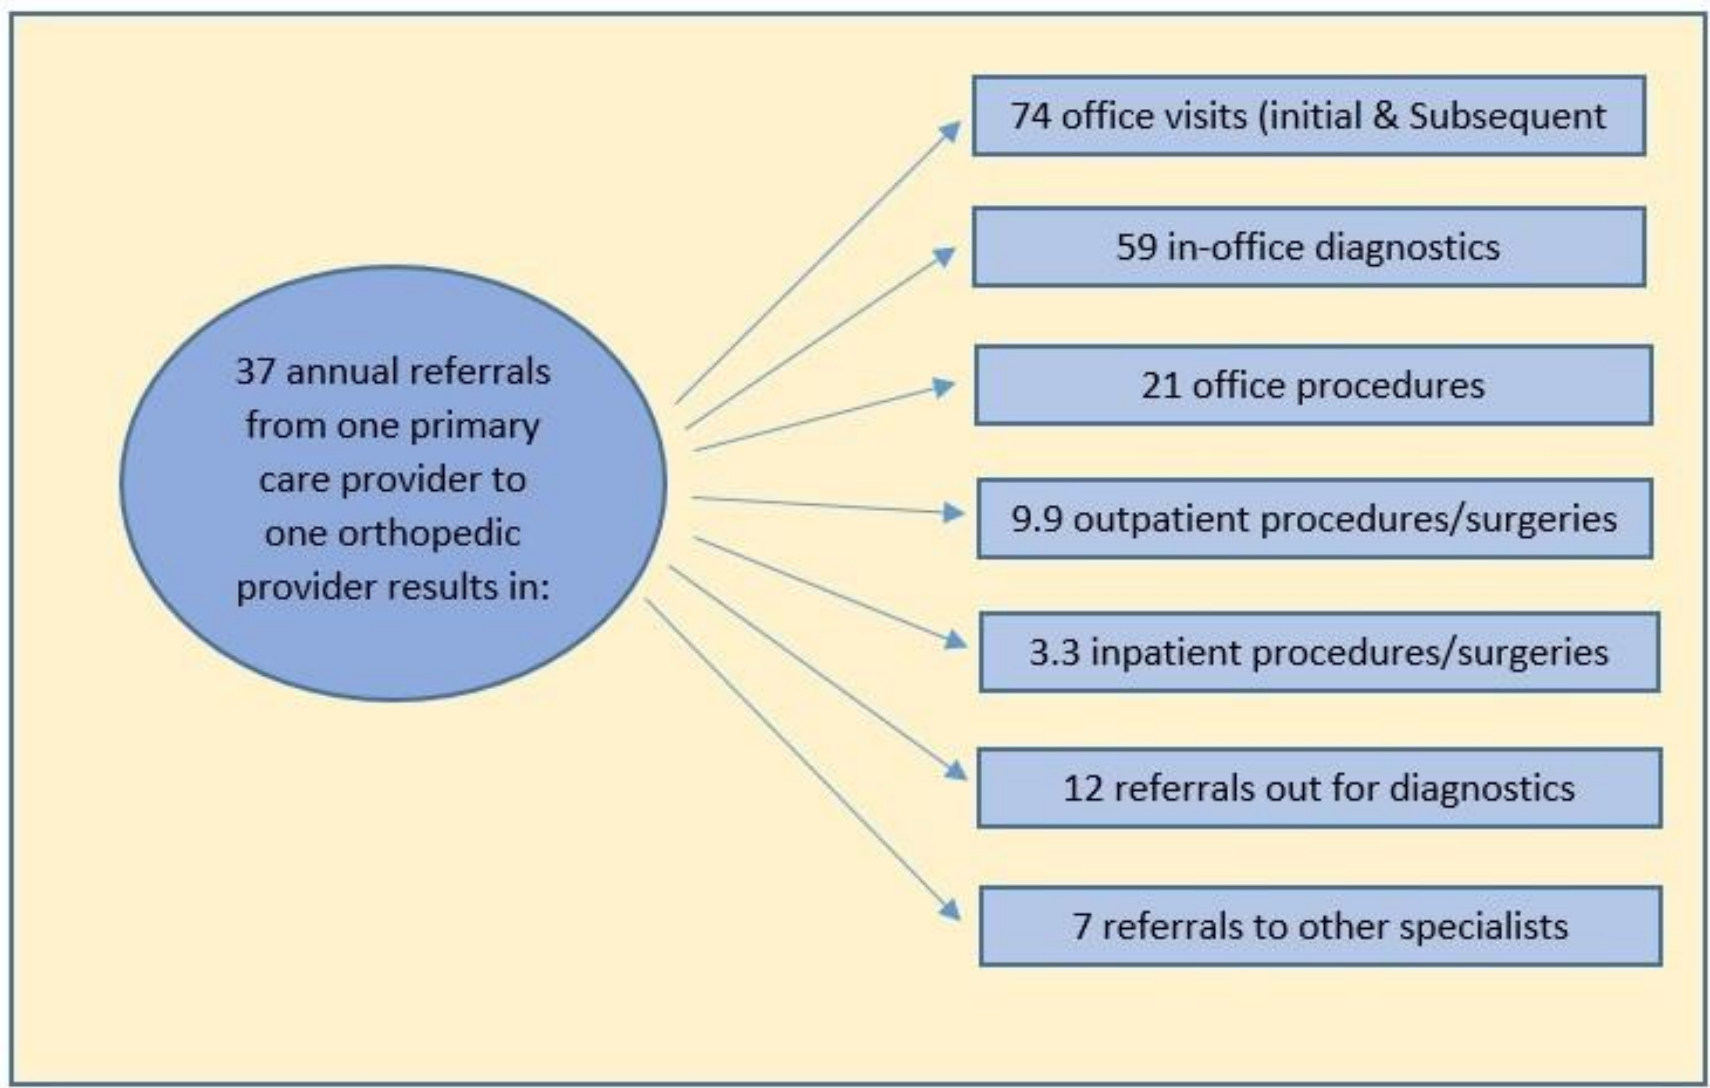 37 annual referrals
from one primary
care provider to
one orthopedic
provider results in:
74 office visits (initial & Subsequent
59 in-office diagnostics
21 office procedures
9.9 outpatient procedures/surgeries
3.3 inpatient procedures/surgeries
12 referrals out for diagnostics
7 referrals to other specialists